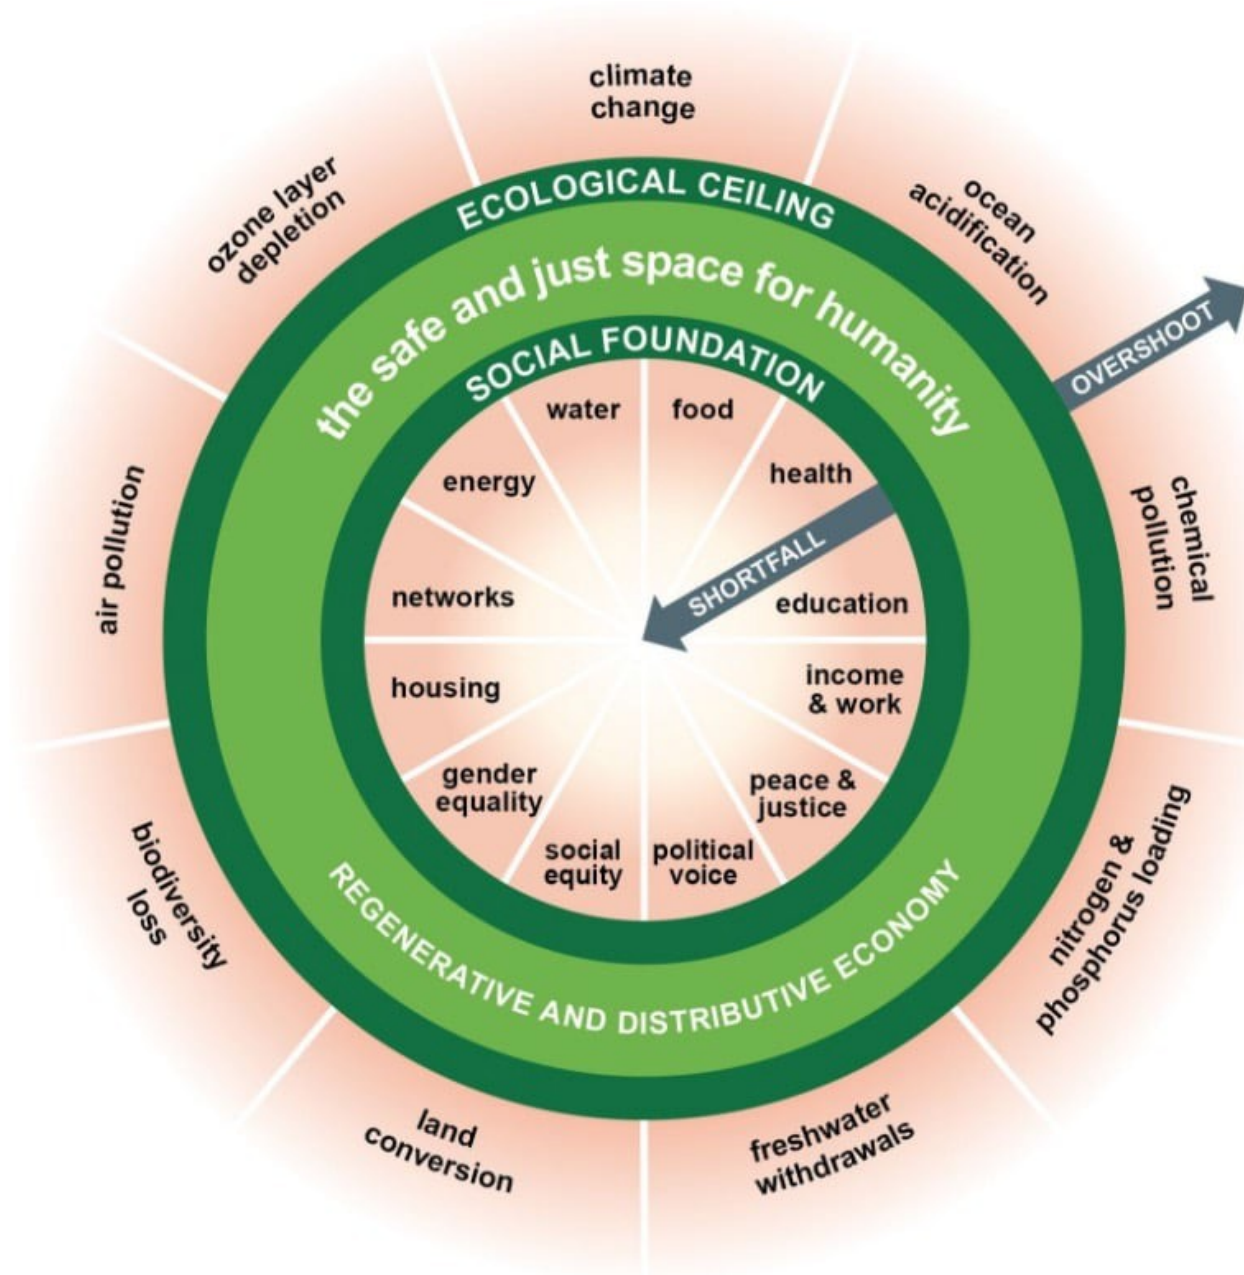 climate
change
ocean
acidification
chemical
pollution
nitrogen &
phosphorus loading
freshwater
withdrawals
land
conversion
biodiversity
loss
air pollution
ozone layer
depletion
OVERSHOOT
ECOLOGICAL CEILING
the safe and just space for humanity
SOCIAL FOUNDATION
water
food
health
SHORTFALL
education
income
& work
peace &
justice
political
voice
social
equity
gender
equality
housing
networks
energy
REGENERATIVE AND DISTRIBUTIVE ECONOMY